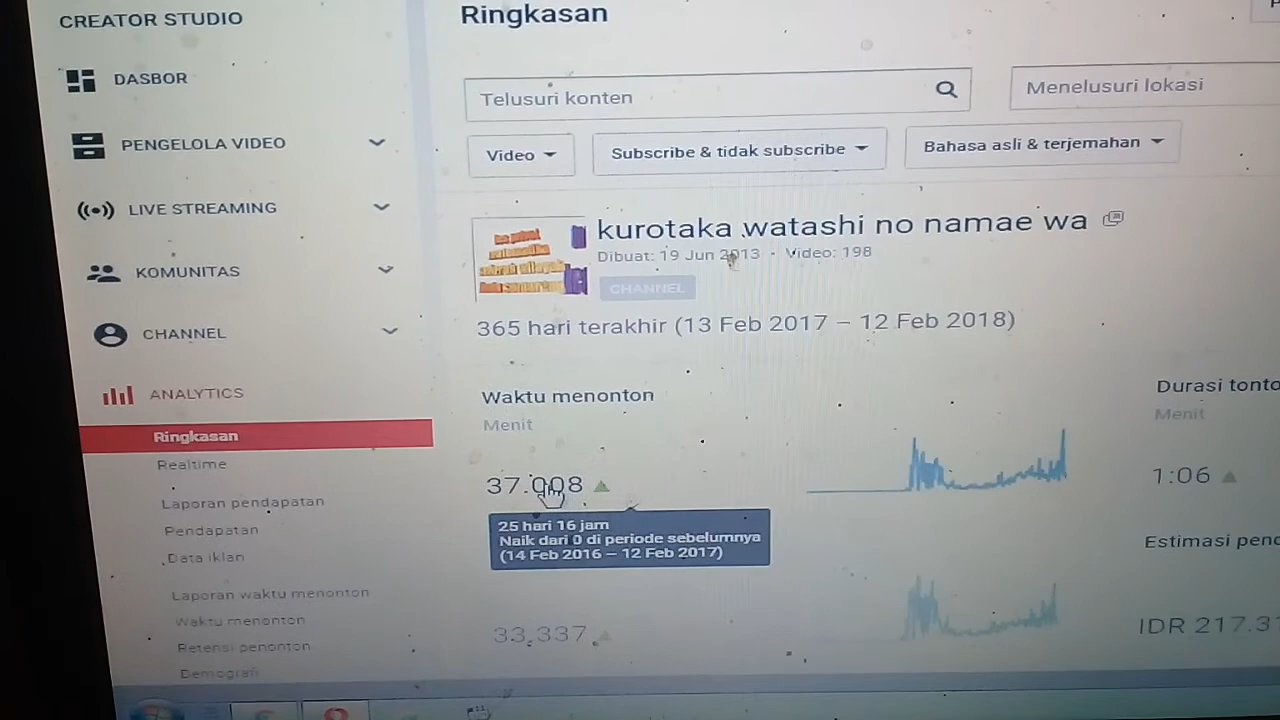 CREATOR STUDIO
DASBOR
PENGELOLA VIDEO
LIVE STREAMING
KOMUNITAS
CHANNEL
ANALYTICS
Ringkasan
Realtime
Laporan pendapatan
Pendapatan
Data iklan
Laporan waktu menonton
Waktu menonton
Retensi penonton
Demografi
Ringkasan
Telusuri konten
Menelusuri lokasi
Video
Subscribe & tidak subscribe
Bahasa asli & terjemahan
kurotaka watashi no namae wa
Dibuat: 19 Jun 2013 • Video: 198
CHANNEL
365 hari terakhir (13 Feb 2017 – 12 Feb 2018)
Waktu menonton
Menit
37.008
25 hari 16 jam
Naik dari 0 di periode sebelumnya
(14 Feb 2016 – 12 Feb 2017)
33.337
Durasi tonto
Menit
1:06
Estimasi pen
IDR 217.3